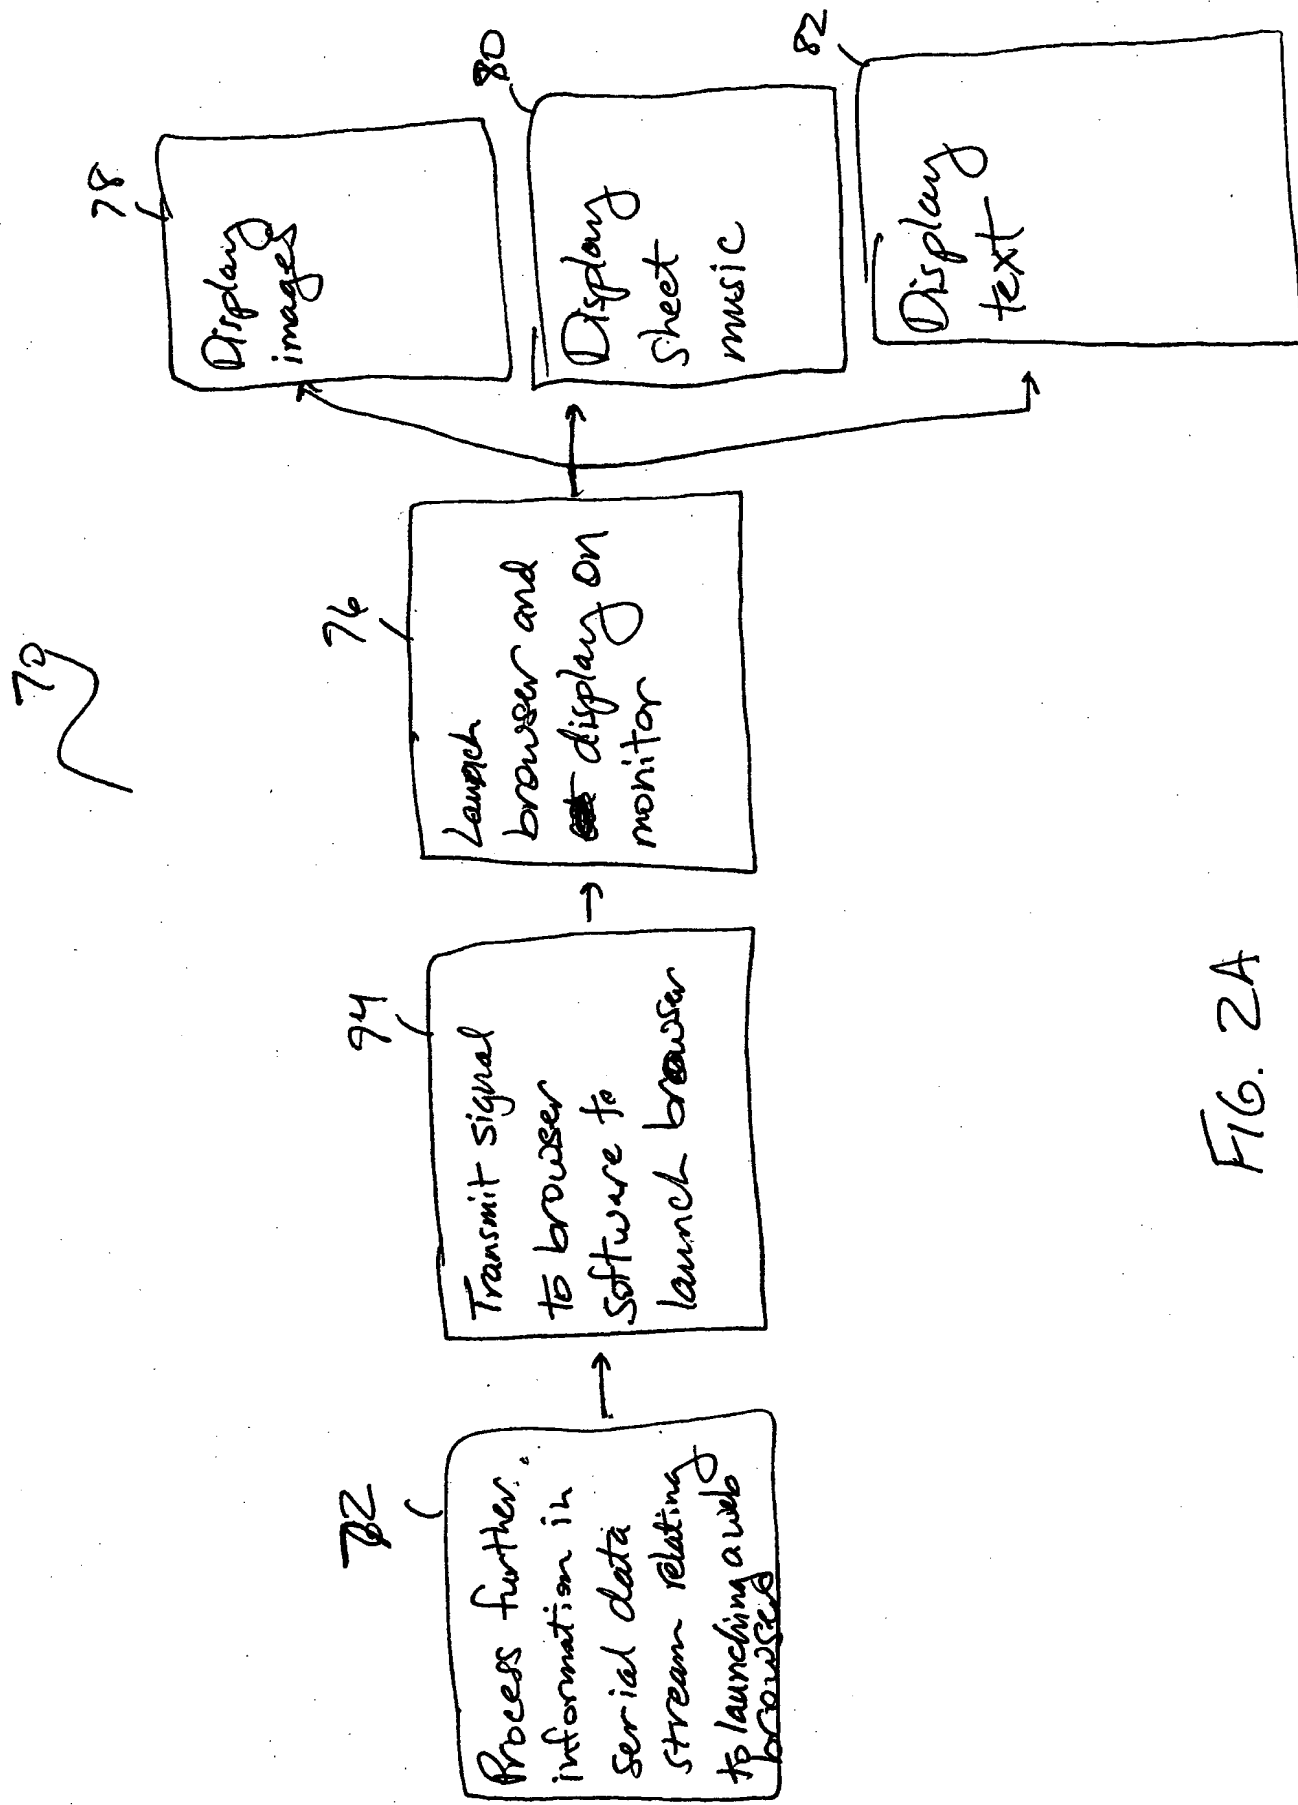 70
72
Process further
information in
serial data
stream relating
to launching a web
browser
74
Transmit signal
to browser
software to
launch browser
76
Launch
browser and
display on
monitor
78
Display
images
80
Display
sheet
music
82
Display
text
FIG. 2A